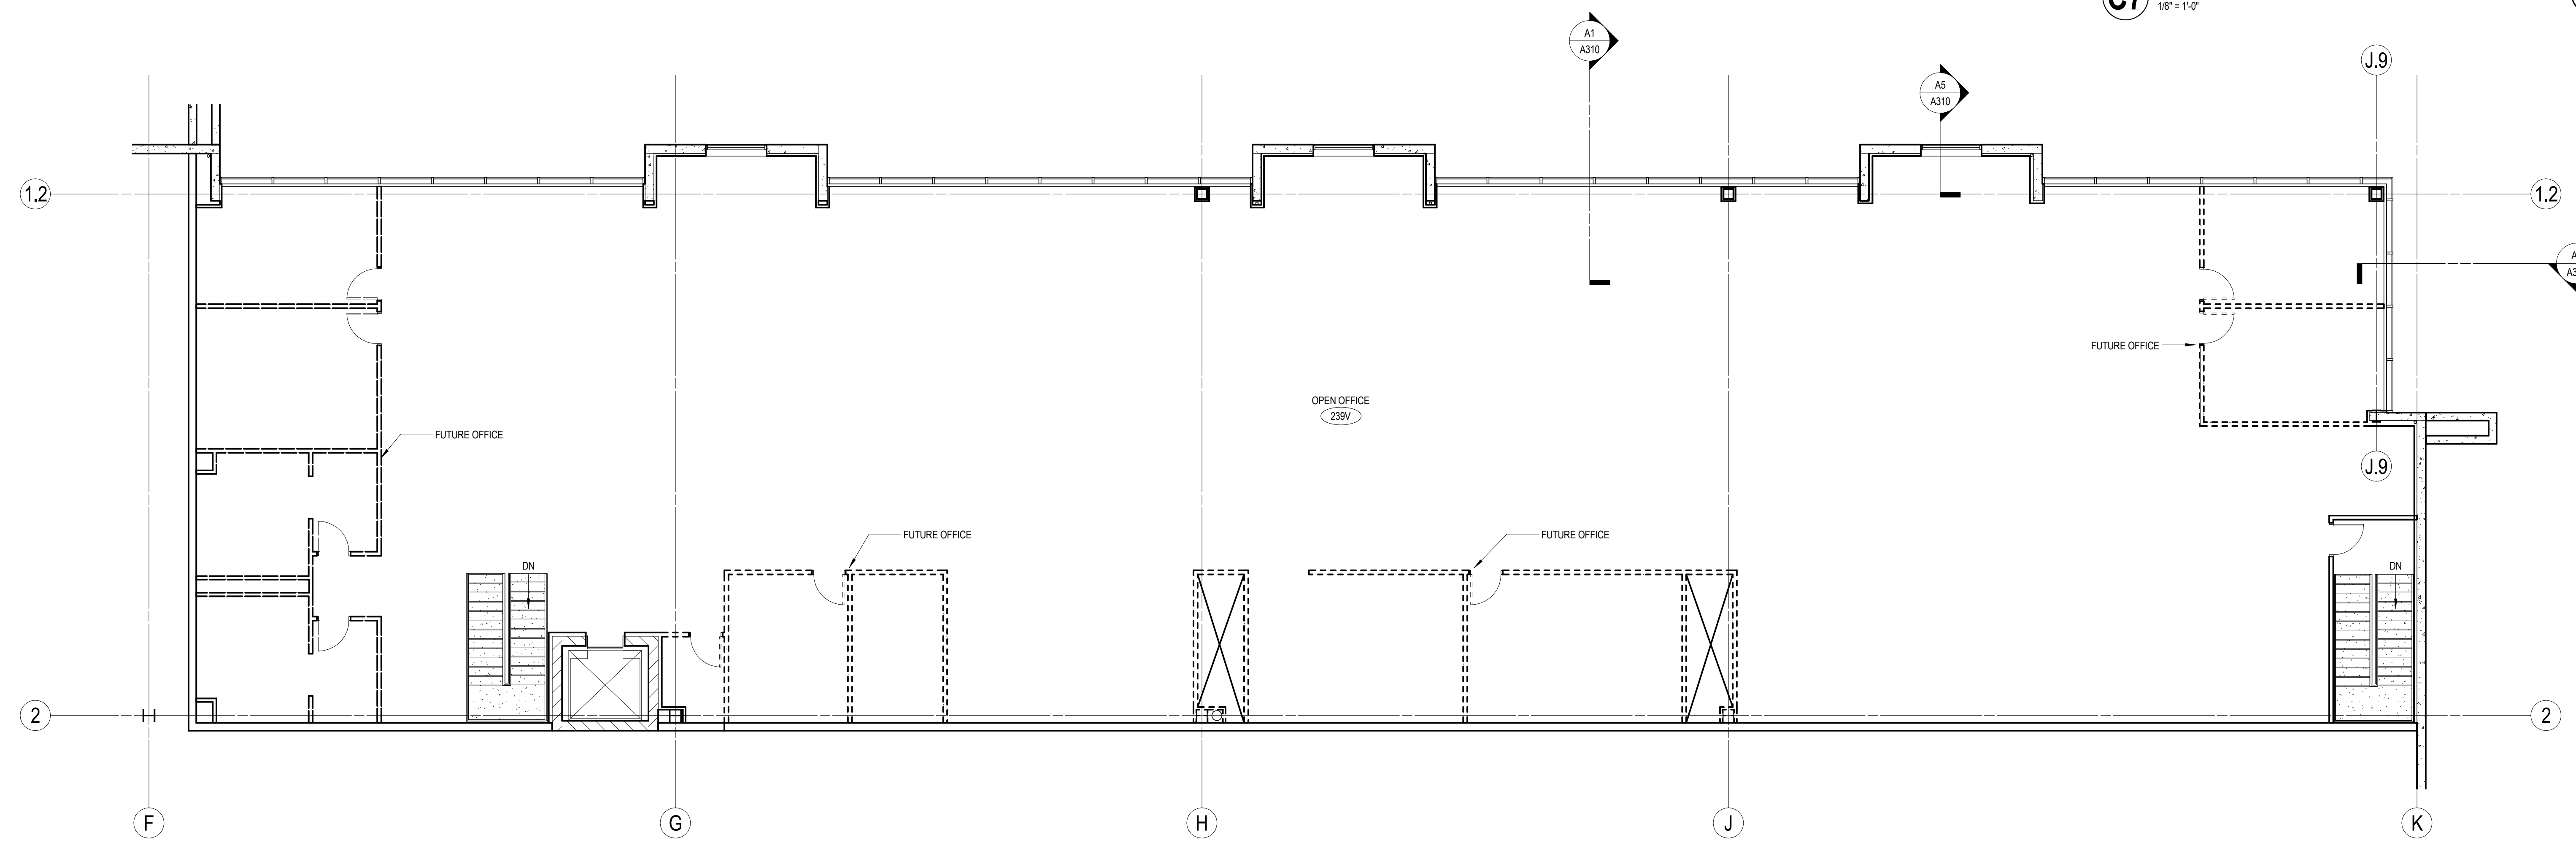 C7
1/8" = 1'-0"
A1
A310
J.9
A5
A310
1.2
1.2
FUTURE OFFICE
OPEN OFFICE
239V
FUTURE OFFICE
J.9
FUTURE OFFICE
FUTURE OFFICE
DN
DN
2
2
F
G
H
J
K